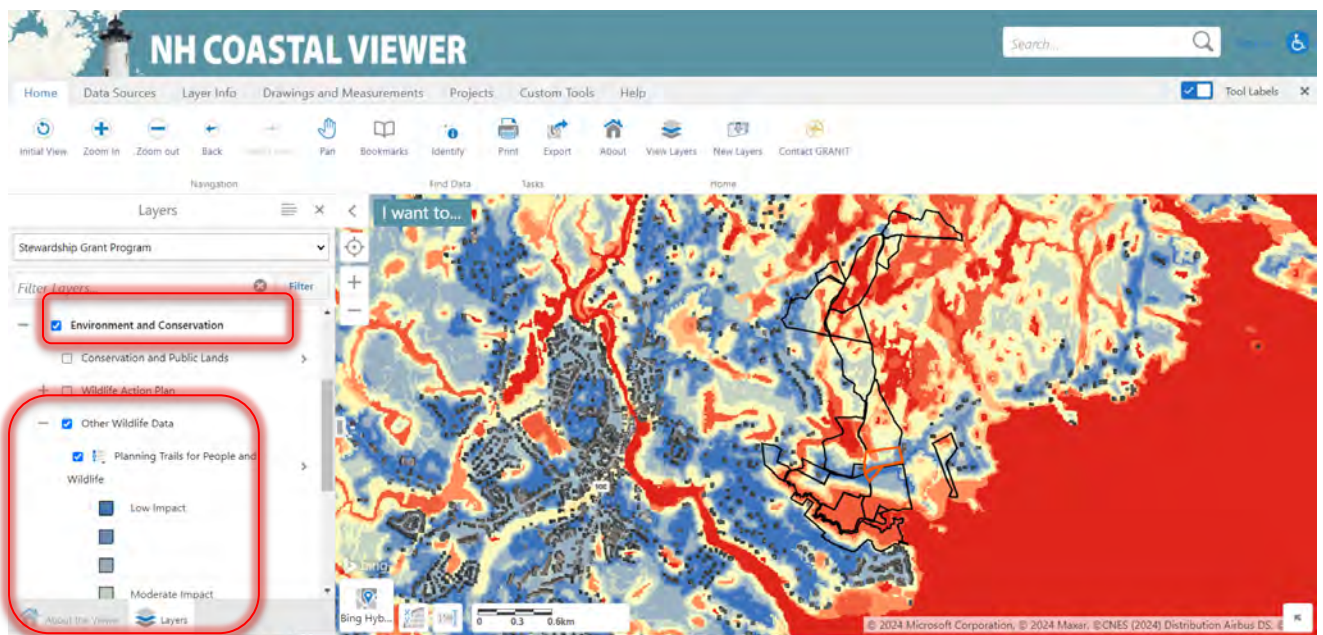 NH COASTAL VIEWER
Search...
Home Data Sources Layer Info Drawings and Measurements Projects Custom Tools Help
Tool Labels
Initial View Zoom In Zoom out Back Pan Bookmarks Identify Print Export About View Layers New Layers Contact GRANIT
Navigation Find Data Tasks Home
Layers
I want to...
Stewardship Grant Program
Filter Layers... Filter
Environment and Conservation
Conservation and Public Lands
Wildlife Action Plan
Other Wildlife Data
Planning Trails for People and
Wildlife
Low Impact
Moderate Impact
108
bing
About the Viewer Layers
Bing Hyb...
0 0.3 0.6km
© 2024 Microsoft Corporation, © 2024 Maxar, ©CNES (2024) Distribution Airbus DS, ©